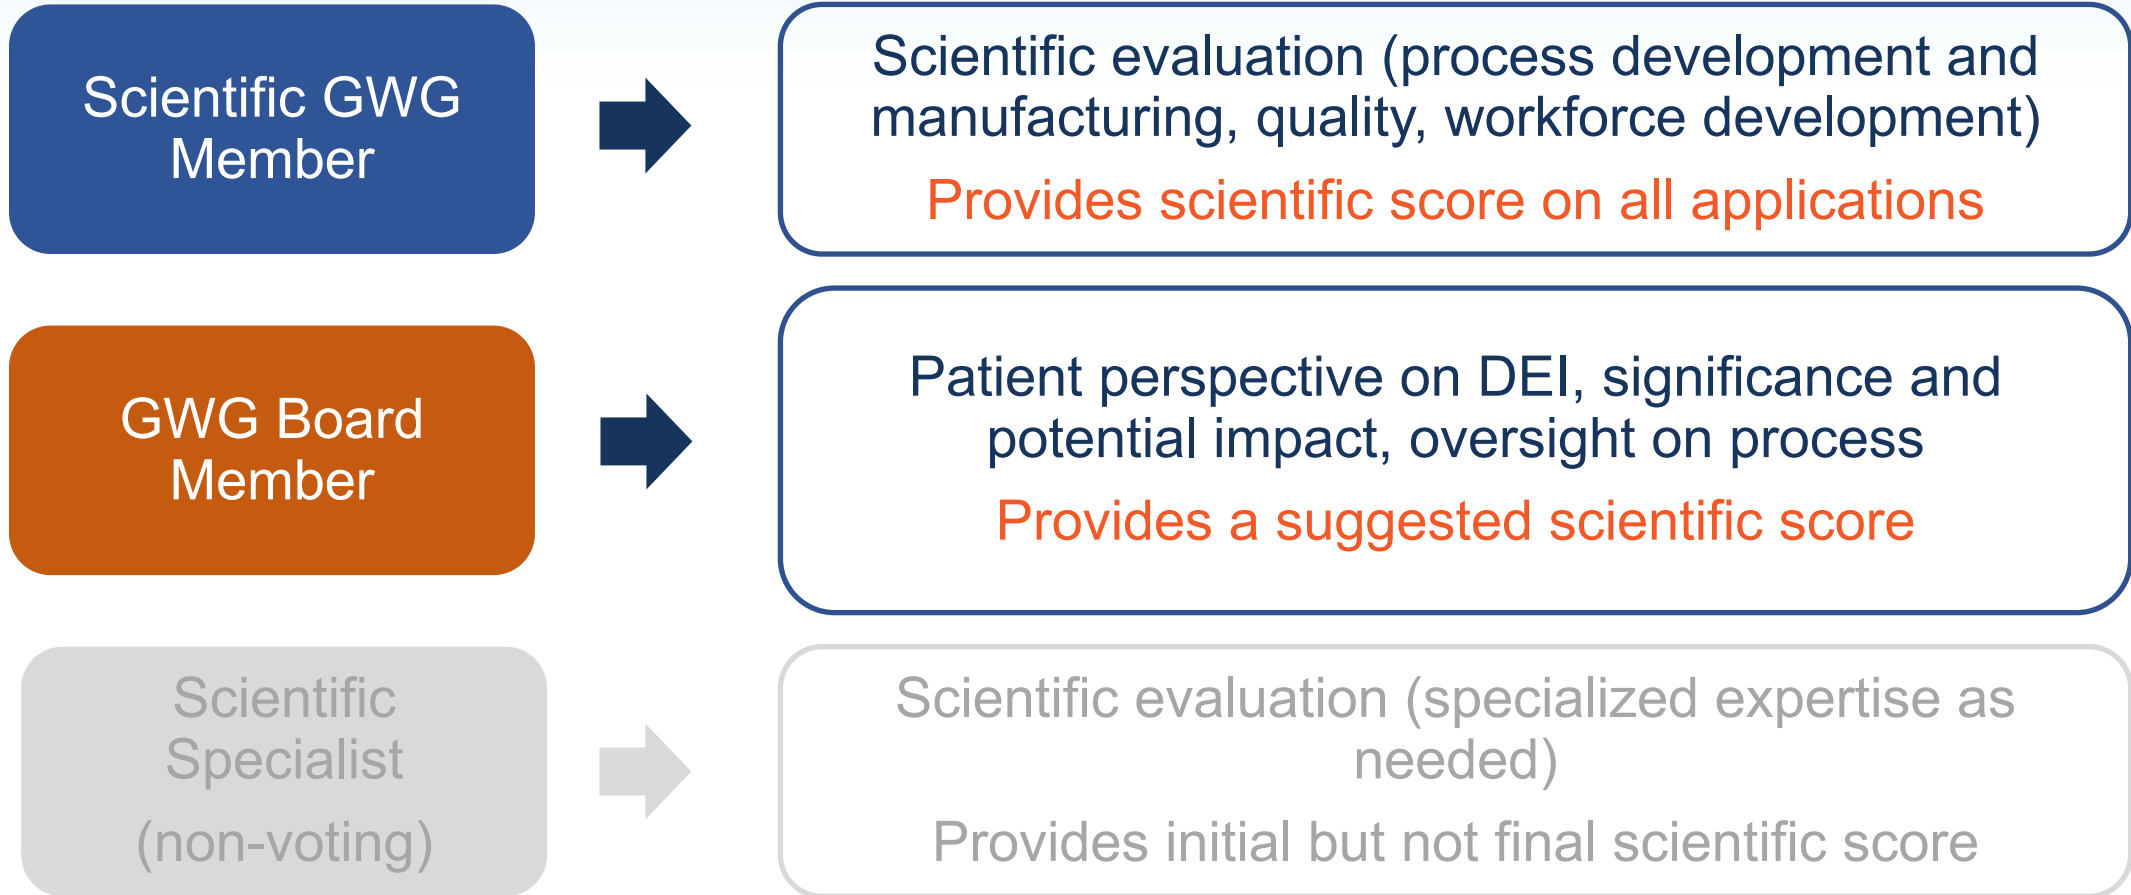 Scientific GWG
Member
Scientific evaluation (process development and
manufacturing, quality, workforce development)
Provides scientific score on all applications
GWG Board
Member
Patient perspective on DEI, significance and
potential impact, oversight on process
Provides a suggested scientific score
Scientific
Specialist
(non-voting)
Scientific evaluation (specialized expertise as
needed)
Provides initial but not final scientific score